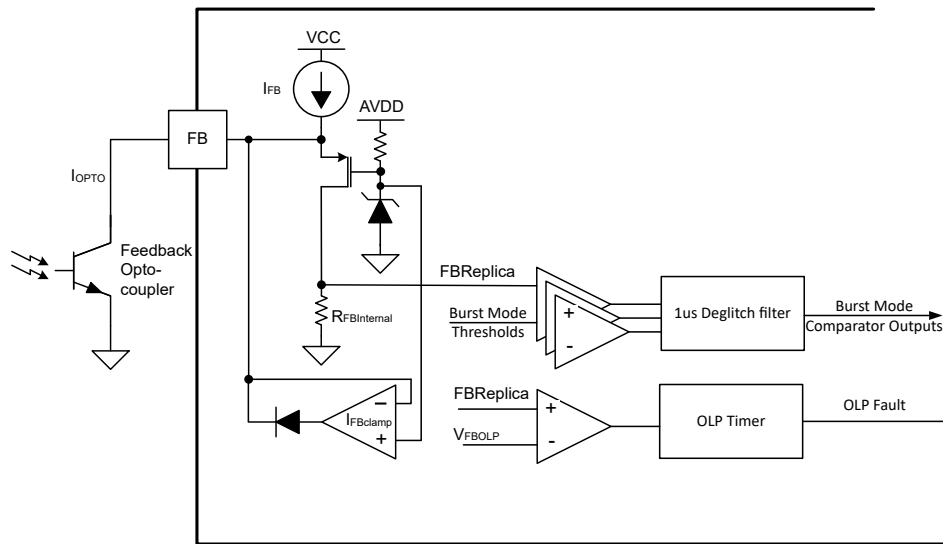 VCC
IFB
AVDD
FB
IOPTO
Feedback
Opto-
coupler
FBReplica
RFBInternal
Burst Mode
Thresholds
+
-
1us Deglitch filter
Burst Mode
Comparator Outputs
IFBclamp
−
+
FBReplica
VFBOLP
+
-
OLP Timer
OLP Fault